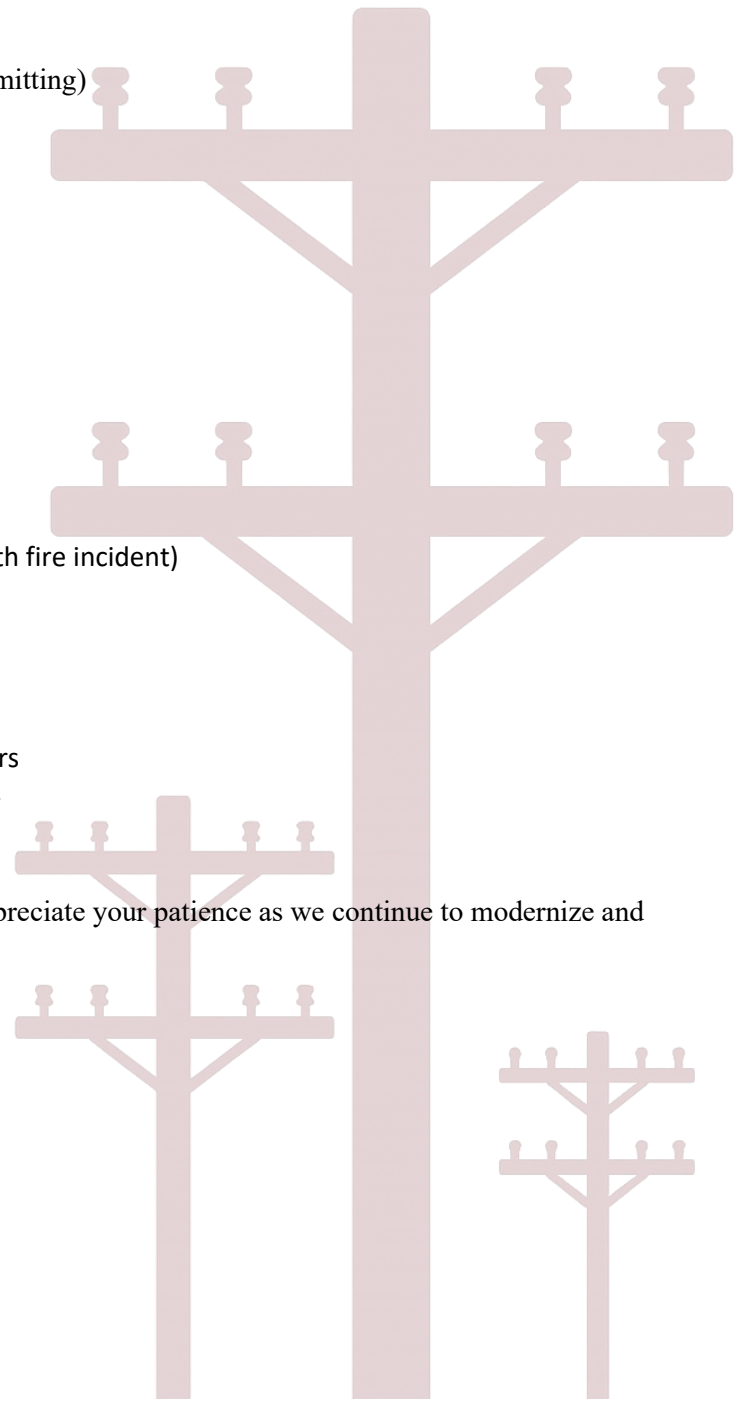 mitting)
th fire incident)
rs
preciate your patience as we continue to modernize and